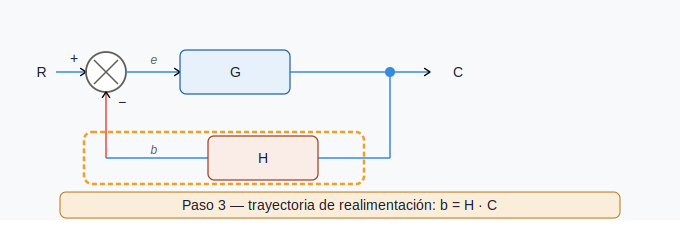 R + e G C
−
b H
Paso 3 — trayectoria de realimentación: b = H · C